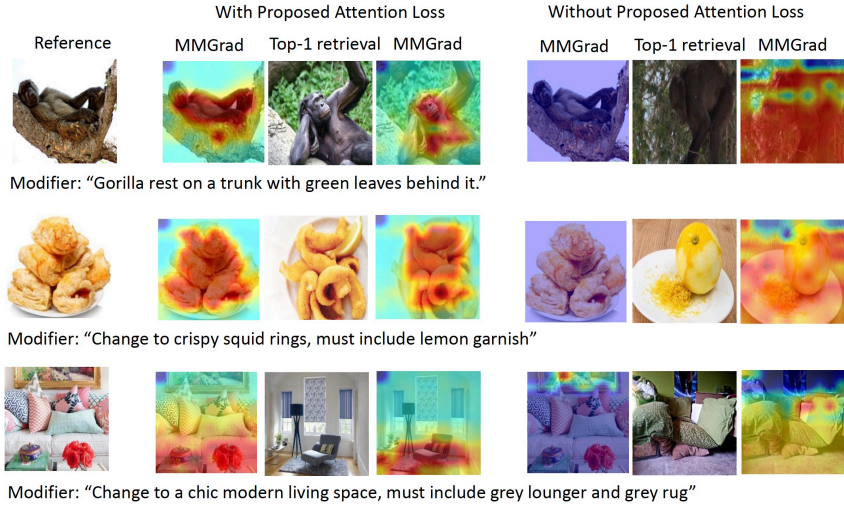 With Proposed Attention Loss
Without Proposed Attention Loss
Reference
MMGrad
Top-1 retrieval
MMGrad
MMGrad
Top-1 retrieval
MMGrad
Modifier: “Gorilla rest on a trunk with green leaves behind it.”
Modifier: “Change to crispy squid rings, must include lemon garnish”
Modifier: “Change to a chic modern living space, must include grey lounger and grey rug”